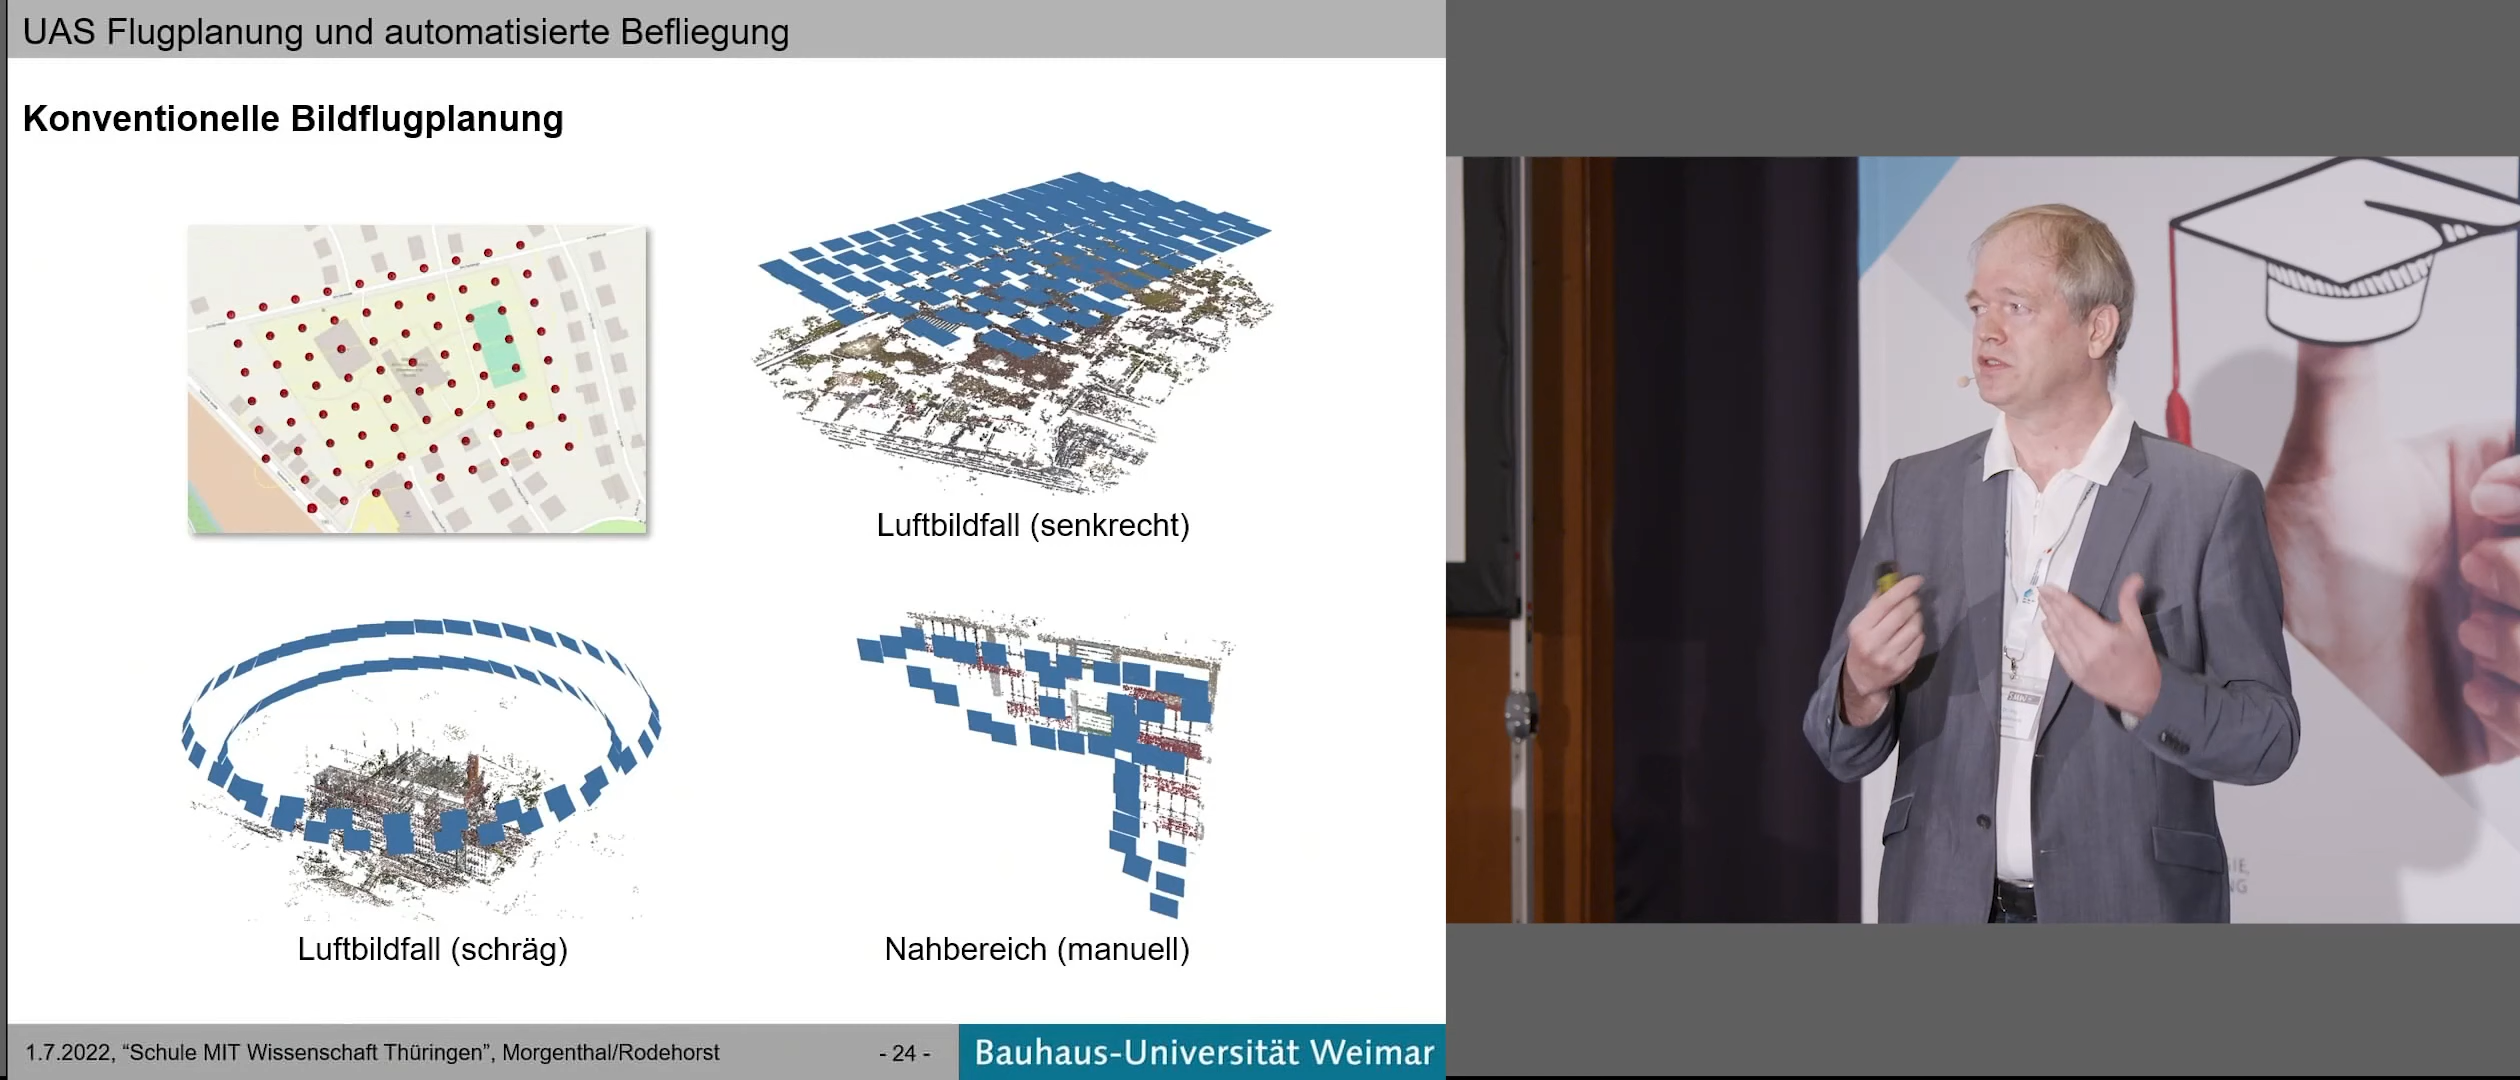 UAS Flugplanung und automatisierte Befliegung
Konventionelle Bildflugplanung
Luftbildfall (senkrecht)
Luftbildfall (schräg)
Nahbereich (manuell)
1.7.2022, “Schule MIT Wissenschaft Thüringen”, Morgenthal/Rodehorst
- 24 -
Bauhaus-Universität Weimar